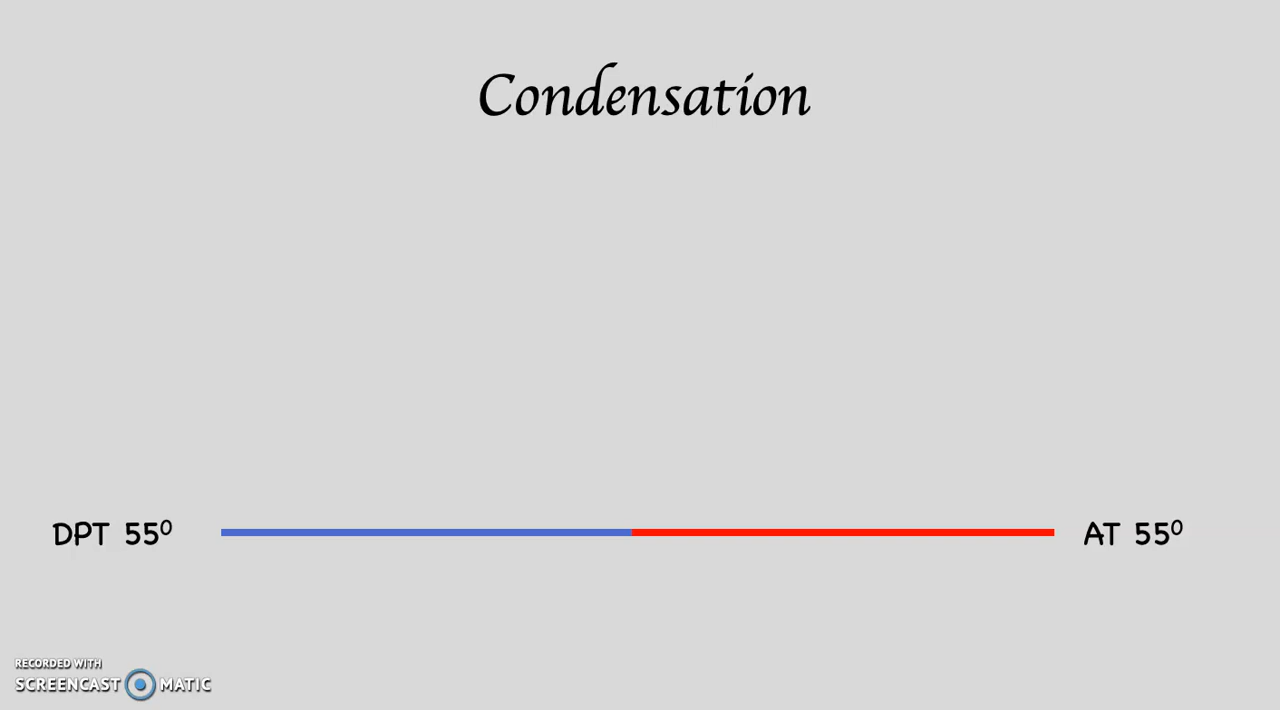 Condensation
DPT 55⁰
AT 55⁰
RECORDED WITH
SCREENCAST MATIC